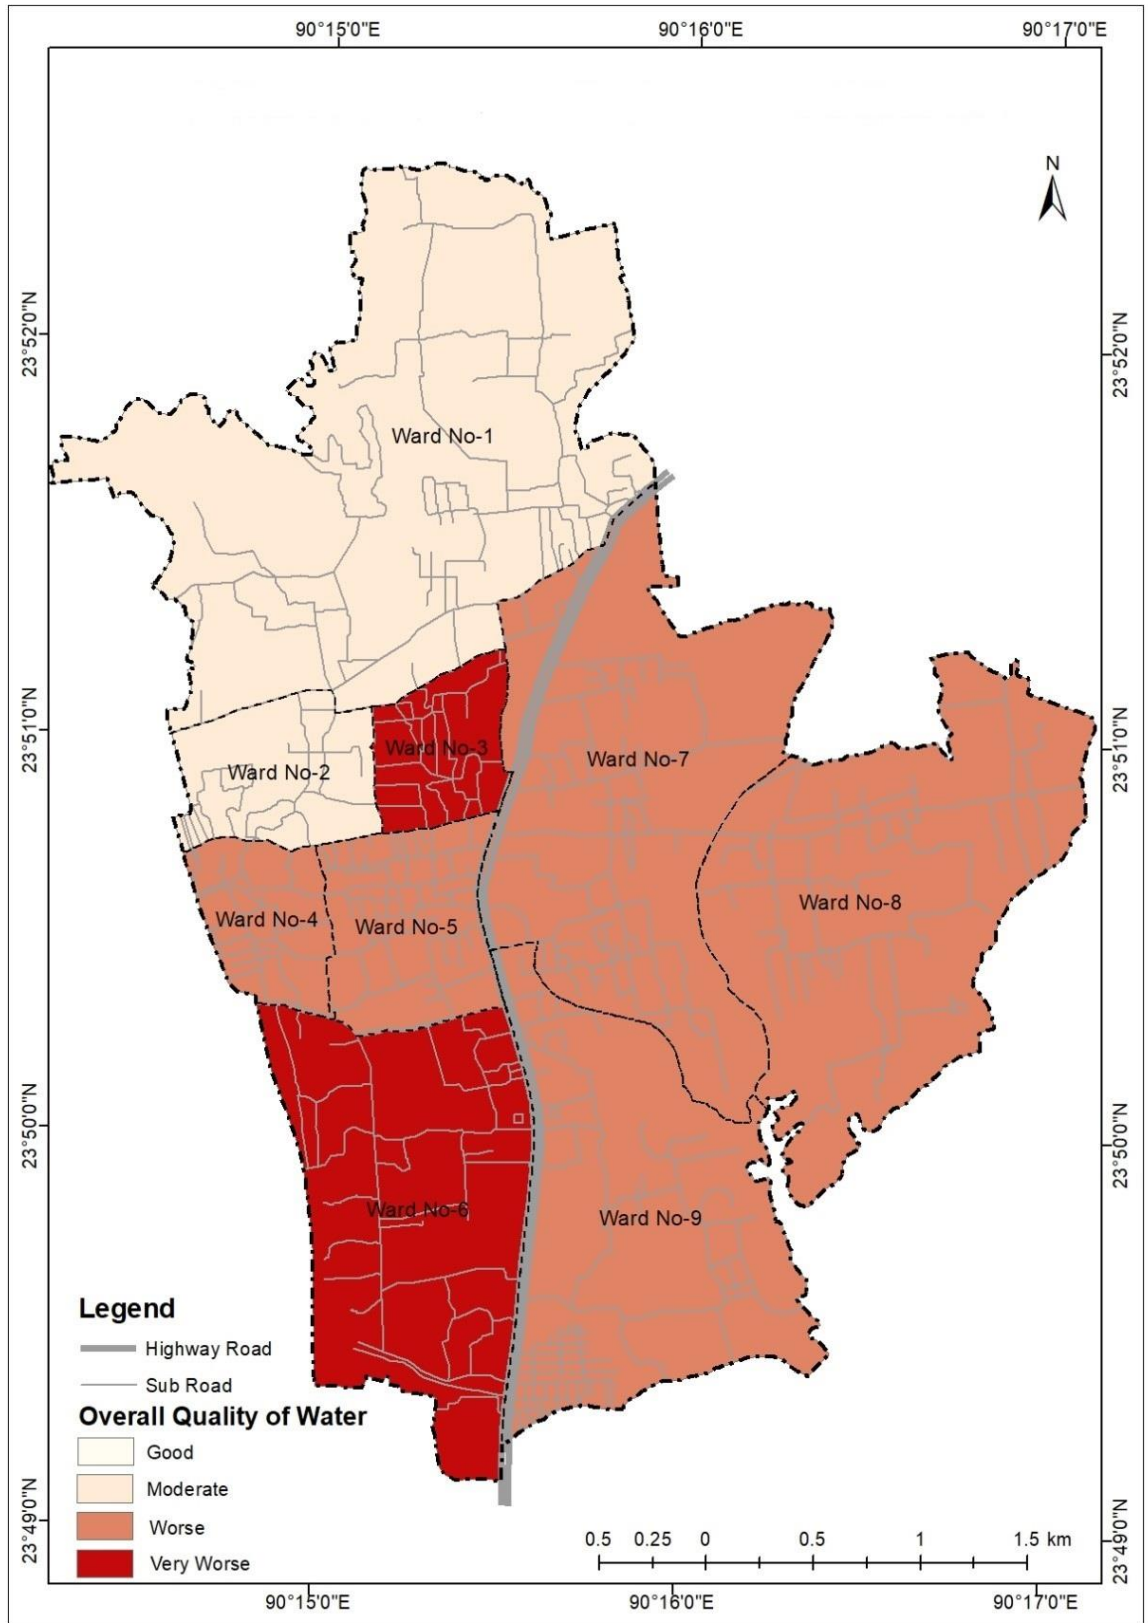 90°15'0"E
90°16'0"E
90°17'0"E
N
23°52'0"N
23°52'0"N
Ward No-1
23°51'0"N
23°51'0"N
Ward No-3
Ward No-7
Ward No-2
Ward No-8
Ward No-4
Ward No-5
23°50'0"N
23°50'0"N
Ward No-6
Ward No-9
Legend
Highway Road
Sub Road
Overall Quality of Water
Good
Moderate
Worse
Very Worse
23°49'0"N
23°49'0"N
0.5 0.25 0 0.5 1 1.5 km
90°15'0"E
90°16'0"E
90°17'0"E